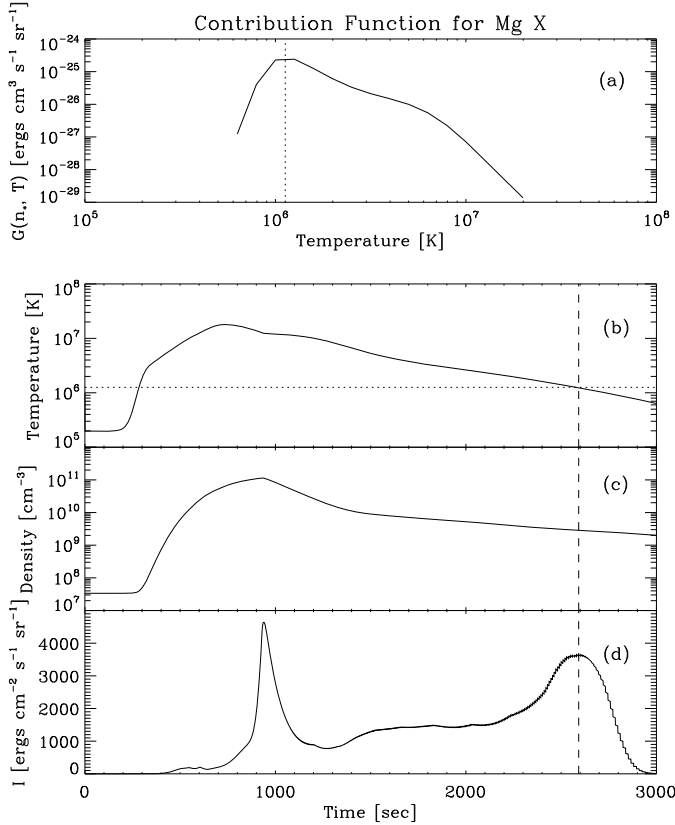 Contribution Function for Mg X
G(nₑ, T) [ergs cm³ s⁻¹ sr⁻¹]
10⁻²⁴
10⁻²⁵
10⁻²⁶
10⁻²⁷
10⁻²⁸
10⁻²⁹
(a)
10⁵ 10⁶ 10⁷ 10⁸
Temperature [K]
Temperature [K]
10⁸
10⁷
10⁶
10⁵
(b)
Density [cm⁻³]
10¹¹
10¹⁰
10⁹
10⁸
10⁷
(c)
I [ergs cm⁻² s⁻¹ sr⁻¹]
4000
3000
2000
1000
0
(d)
0 1000 2000 3000
Time [sec]